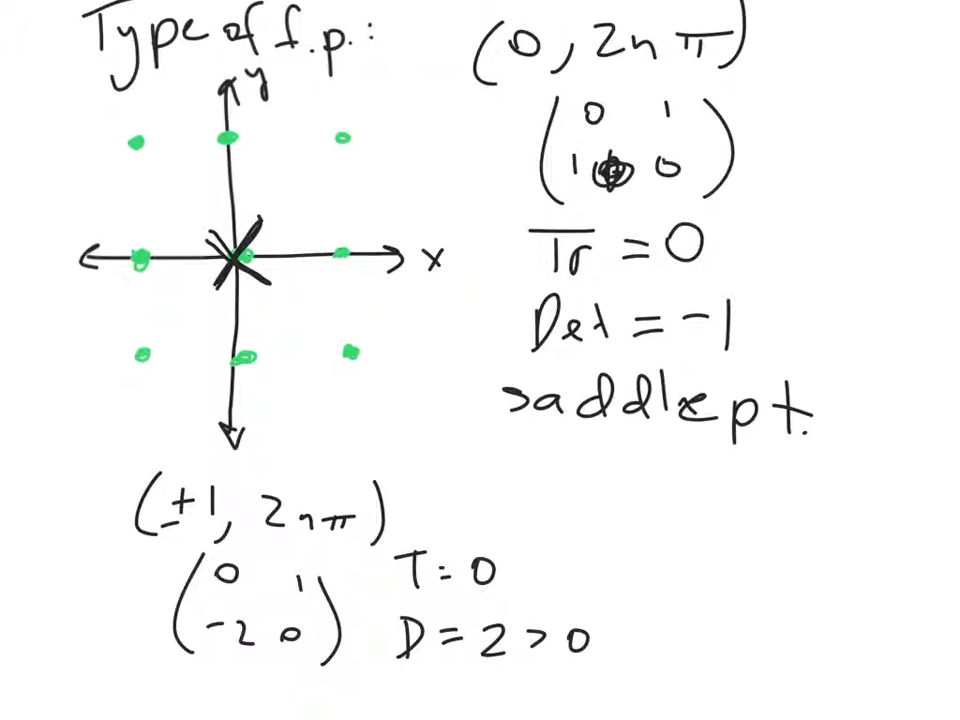 Type of f.p.:
(0, 2nπ)
y
x
0 1
1 0
Tr = 0
Det = -1
saddle pt.
(±1, 2nπ)
0 1
-2 0
T = 0
D = 2 > 0